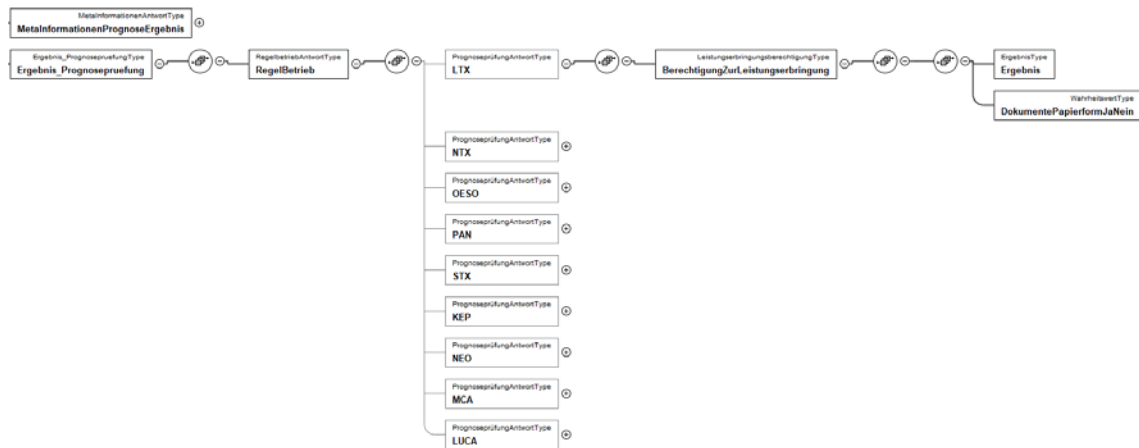 MetaInformationenAntwortType
MetaInformationenPrognoseErgebnis
Ergebnis_PrognosepruefungType
Ergebnis_Prognosepruefung
RegelbetriebAntwortType
RegelBetrieb
PrognoseprüfungAntwortType
LTX
LeistungserbringungsberechtigungType
BerechtigungZurLeistungserbringung
ErgebnisType
Ergebnis
WahrheitswertType
DokumentePapierformJaNein
PrognoseprüfungAntwortType
NTX
PrognoseprüfungAntwortType
OESO
PrognoseprüfungAntwortType
PAN
PrognoseprüfungAntwortType
STX
PrognoseprüfungAntwortType
KEP
PrognoseprüfungAntwortType
NEO
PrognoseprüfungAntwortType
MCA
PrognoseprüfungAntwortType
LUCA